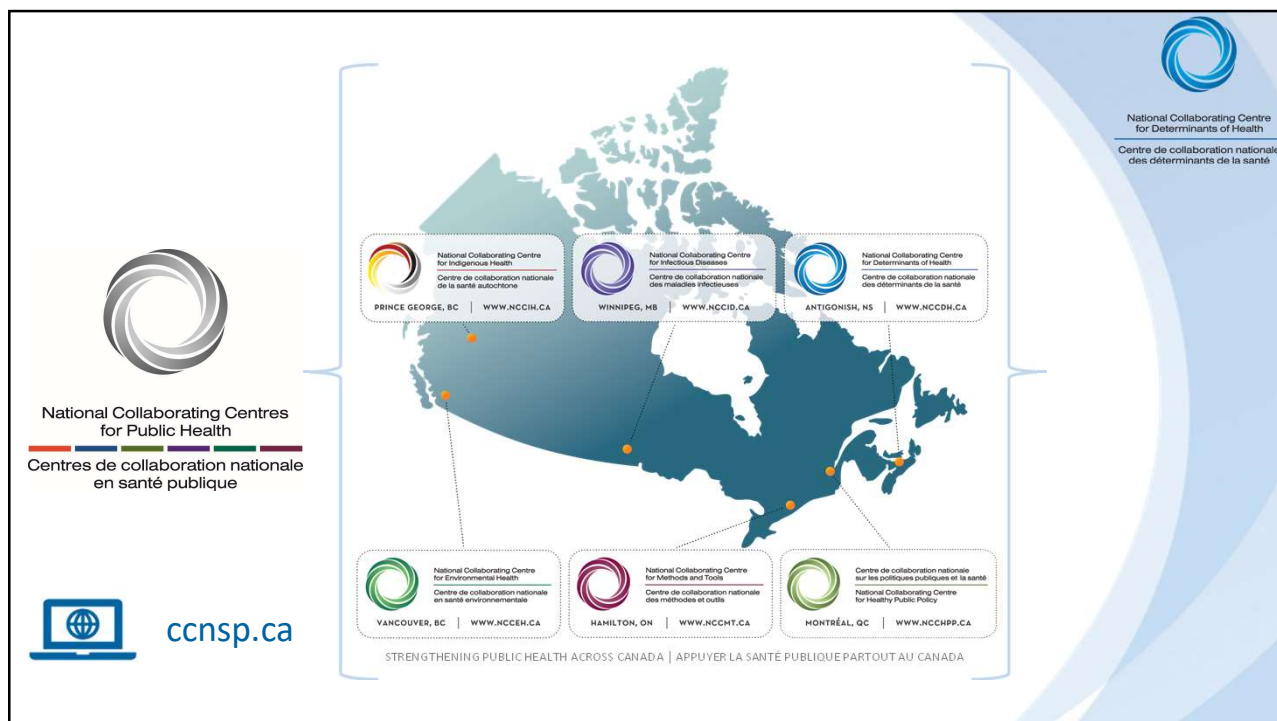 National Collaborating Centre
for Determinants of Health
Centre de collaboration nationale
des déterminants de la santé
National Collaborating Centres
for Public Health
Centres de collaboration nationale
en santé publique
ccnsp.ca
National Collaborating Centre
for Indigenous Health
Centre de collaboration nationale
de la santé autochtone
PRINCE GEORGE, BC | WWW.NCCIH.CA
National Collaborating Centre
for Infectious Diseases
Centre de collaboration nationale
des maladies infectieuses
WINNIPEG, MB | WWW.NCCID.CA
National Collaborating Centre
for Determinants of Health
Centre de collaboration nationale
des déterminants de la santé
ANTIGONISH, NS | WWW.NCCDH.CA
National Collaborating Centre
for Environmental Health
Centre de collaboration nationale
en santé environnementale
VANCOUVER, BC | WWW.NCCEH.CA
National Collaborating Centre
for Methods and Tools
Centre de collaboration nationale
des méthodes et outils
HAMILTON, ON | WWW.NCCMT.CA
Centre de collaboration nationale
sur les politiques publiques et la santé
National Collaborating Centre
for Healthy Public Policy
MONTRÉAL, QC | WWW.NCCHPP.CA
STRENGTHENING PUBLIC HEALTH ACROSS CANADA | APPUYER LA SANTÉ PUBLIQUE PARTOUT AU CANADA